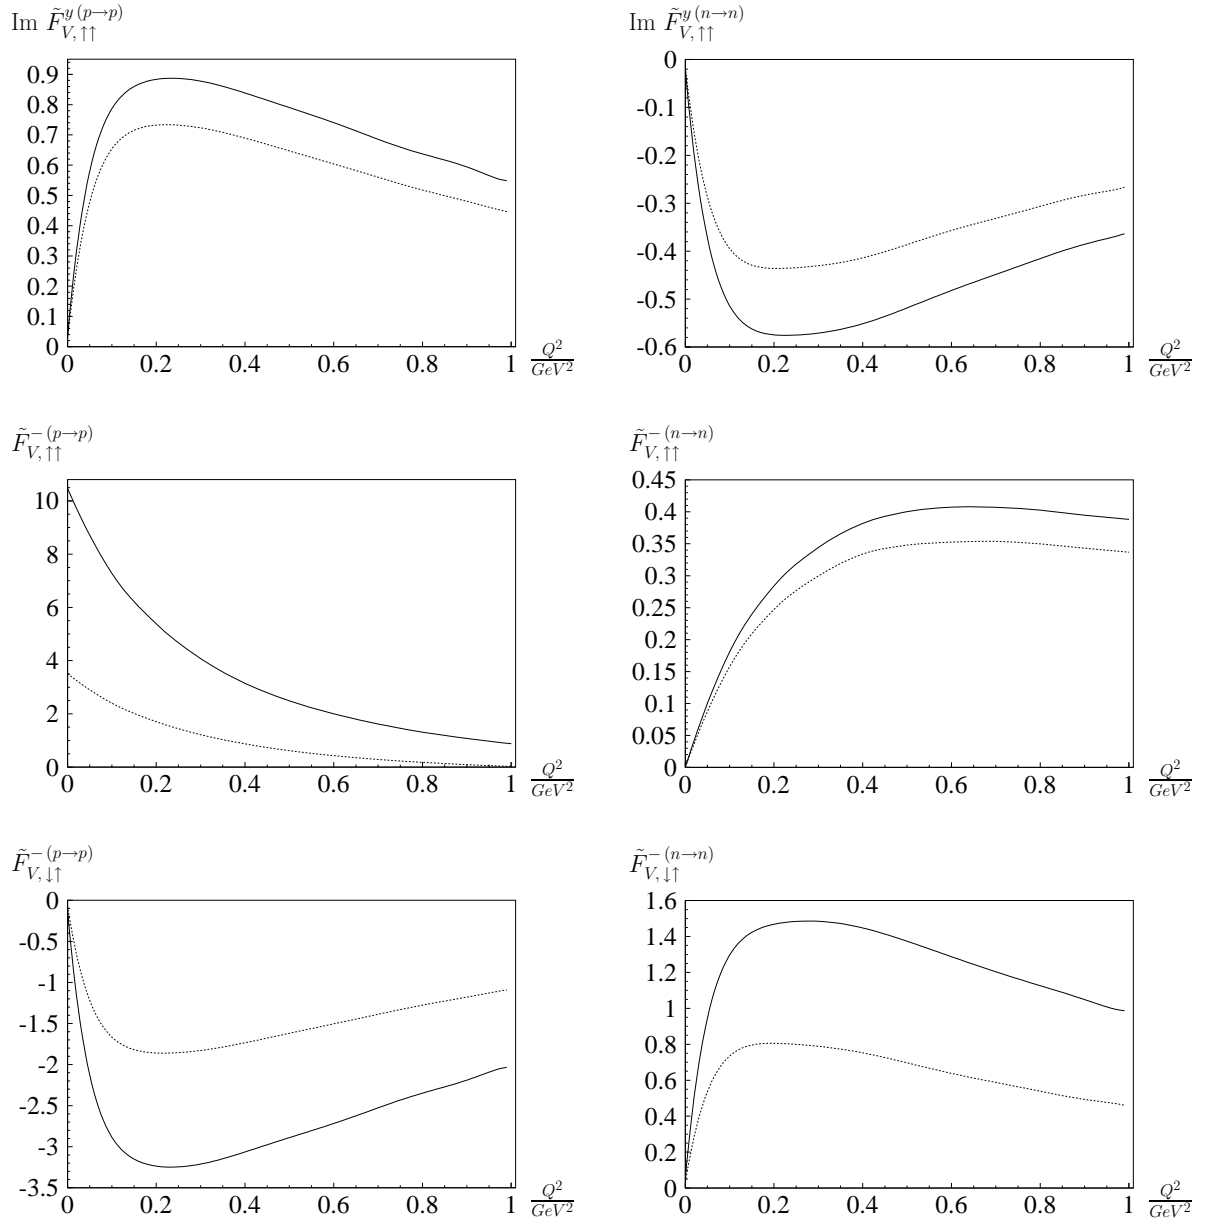 Im F̃^{y (p→p)}_{V,↑↑}
0.9
0.8
0.7
0.6
0.5
0.4
0.3
0.2
0.1
0
0 0.2 0.4 0.6 0.8 1
Q²/GeV²
Im F̃^{y (n→n)}_{V,↑↑}
0
-0.1
-0.2
-0.3
-0.4
-0.5
-0.6
0 0.2 0.4 0.6 0.8 1
Q²/GeV²
F̃^{− (p→p)}_{V,↑↑}
10
8
6
4
2
0
0 0.2 0.4 0.6 0.8 1
Q²/GeV²
F̃^{− (n→n)}_{V,↑↑}
0.45
0.4
0.35
0.3
0.25
0.2
0.15
0.1
0.05
0
0 0.2 0.4 0.6 0.8 1
Q²/GeV²
F̃^{− (p→p)}_{V,↓↑}
0
-0.5
-1
-1.5
-2
-2.5
-3
-3.5
0 0.2 0.4 0.6 0.8 1
Q²/GeV²
F̃^{− (n→n)}_{V,↓↑}
1.6
1.4
1.2
1
0.8
0.6
0.4
0.2
0
0 0.2 0.4 0.6 0.8 1
Q²/GeV²